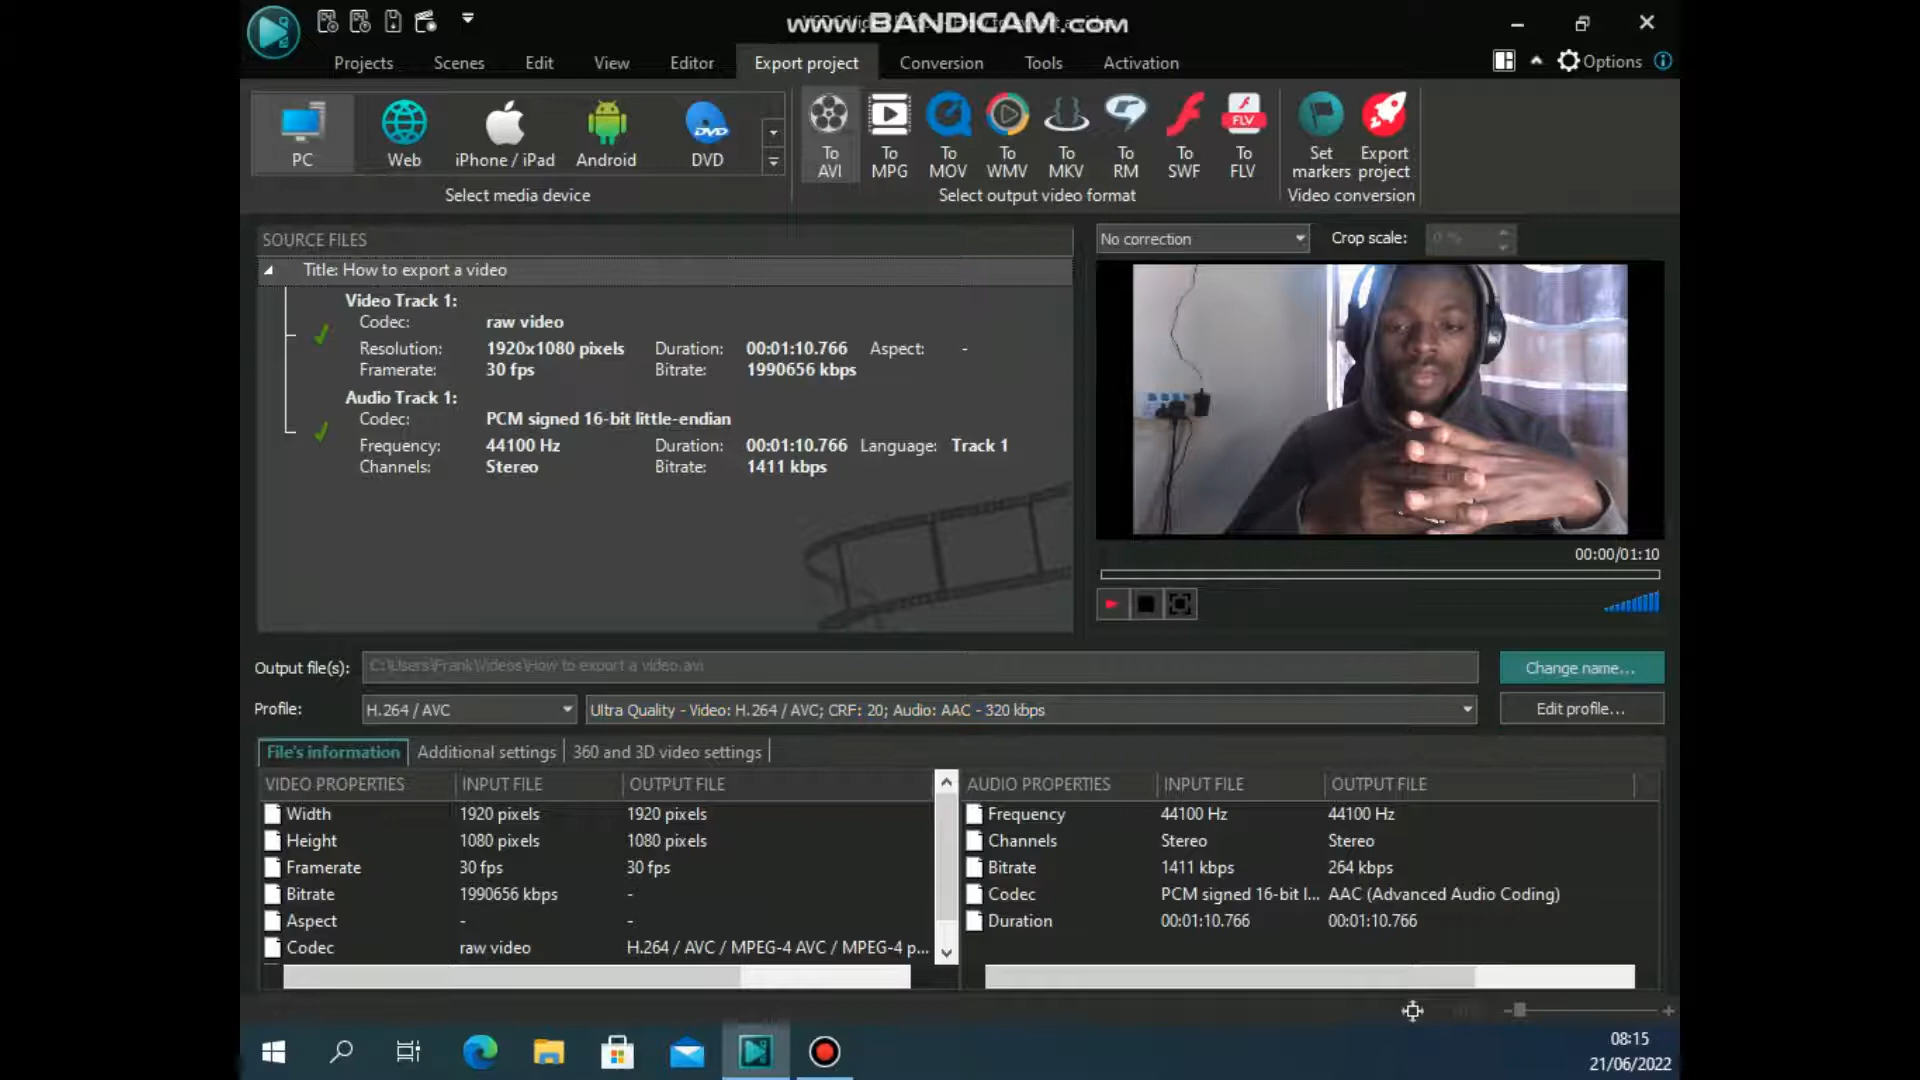 www.BANDICAM.com
Projects Scenes Edit View Editor Export project Conversion Tools Activation Options
PC Web iPhone / iPad Android DVD
To AVI To MPG To MOV To WMV To MKV To RM To SWF FLV To FLV Set markers Export project
Select media device Select output video format Video conversion
SOURCE FILES No correction Crop scale: 0 %
Title: How to export a video
Video Track 1:
Codec: raw video
Resolution: 1920x1080 pixels Duration: 00:01:10.766 Aspect: -
Framerate: 30 fps Bitrate: 1990656 kbps
Audio Track 1:
Codec: PCM signed 16-bit little-endian
Frequency: 44100 Hz Duration: 00:01:10.766 Language: Track 1
Channels: Stereo Bitrate: 1411 kbps
00:00/01:10
Output file(s): C:\Users\Frank\Videos\How to export a video.avi Change name...
Profile: H.264 / AVC Ultra Quality - Video: H.264 / AVC; CRF: 20; Audio: AAC - 320 kbps Edit profile...
File's information Additional settings 360 and 3D video settings
VIDEO PROPERTIES INPUT FILE OUTPUT FILE AUDIO PROPERTIES INPUT FILE OUTPUT FILE
Width 1920 pixels 1920 pixels Frequency 44100 Hz 44100 Hz
Height 1080 pixels 1080 pixels Channels Stereo Stereo
Framerate 30 fps 30 fps Bitrate 1411 kbps 264 kbps
Bitrate 1990656 kbps - Codec PCM signed 16-bit l... AAC (Advanced Audio Coding)
Aspect - - Duration 00:01:10.766 00:01:10.766
Codec raw video H.264 / AVC / MPEG-4 AVC / MPEG-4 p...
08:15
21/06/2022